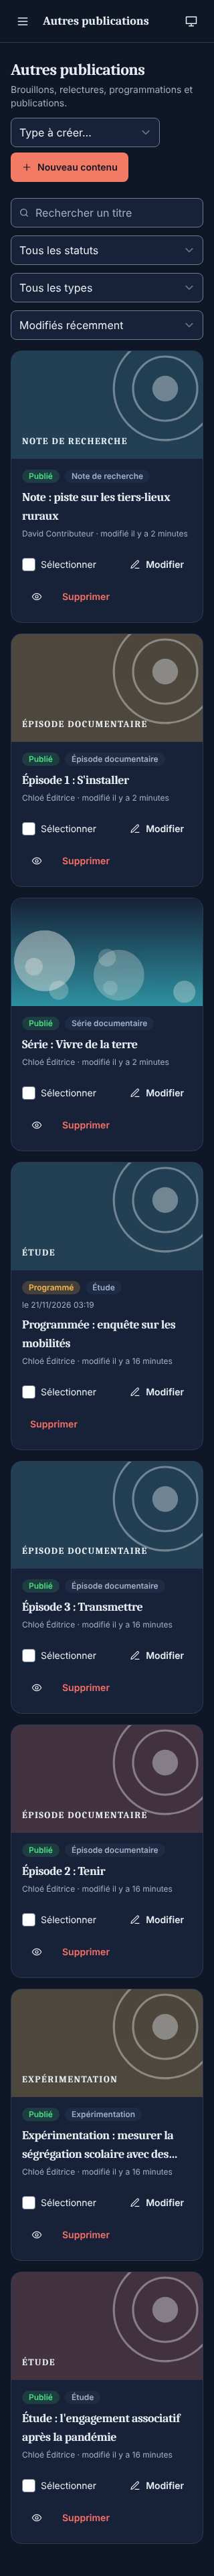 Autres publications
Autres publications
Brouillons, relectures, programmations et
publications.
Type à créer...
Nouveau contenu
Rechercher un titre
Tous les statuts
Tous les types
Modifiés récemment
NOTE DE RECHERCHE
Publié Note de recherche
Note : piste sur les tiers-lieux
ruraux
David Contributeur · modifié il y a 2 minutes
Sélectionner Modifier
Supprimer
ÉPISODE DOCUMENTAIRE
Publié Épisode documentaire
Épisode 1 : S'installer
Chloé Éditrice · modifié il y a 2 minutes
Sélectionner Modifier
Supprimer
Publié Série documentaire
Série : Vivre de la terre
Chloé Éditrice · modifié il y a 2 minutes
Sélectionner Modifier
Supprimer
ÉTUDE
Programmé Étude
le 21/11/2026 03:19
Programmée : enquête sur les
mobilités
Chloé Éditrice · modifié il y a 16 minutes
Sélectionner Modifier
Supprimer
ÉPISODE DOCUMENTAIRE
Publié Épisode documentaire
Épisode 3 : Transmettre
Chloé Éditrice · modifié il y a 16 minutes
Sélectionner Modifier
Supprimer
ÉPISODE DOCUMENTAIRE
Publié Épisode documentaire
Épisode 2 : Tenir
Chloé Éditrice · modifié il y a 16 minutes
Sélectionner Modifier
Supprimer
EXPÉRIMENTATION
Publié Expérimentation
Expérimentation : mesurer la
ségrégation scolaire avec des...
Chloé Éditrice · modifié il y a 16 minutes
Sélectionner Modifier
Supprimer
ÉTUDE
Publié Étude
Étude : l'engagement associatif
après la pandémie
Chloé Éditrice · modifié il y a 16 minutes
Sélectionner Modifier
Supprimer